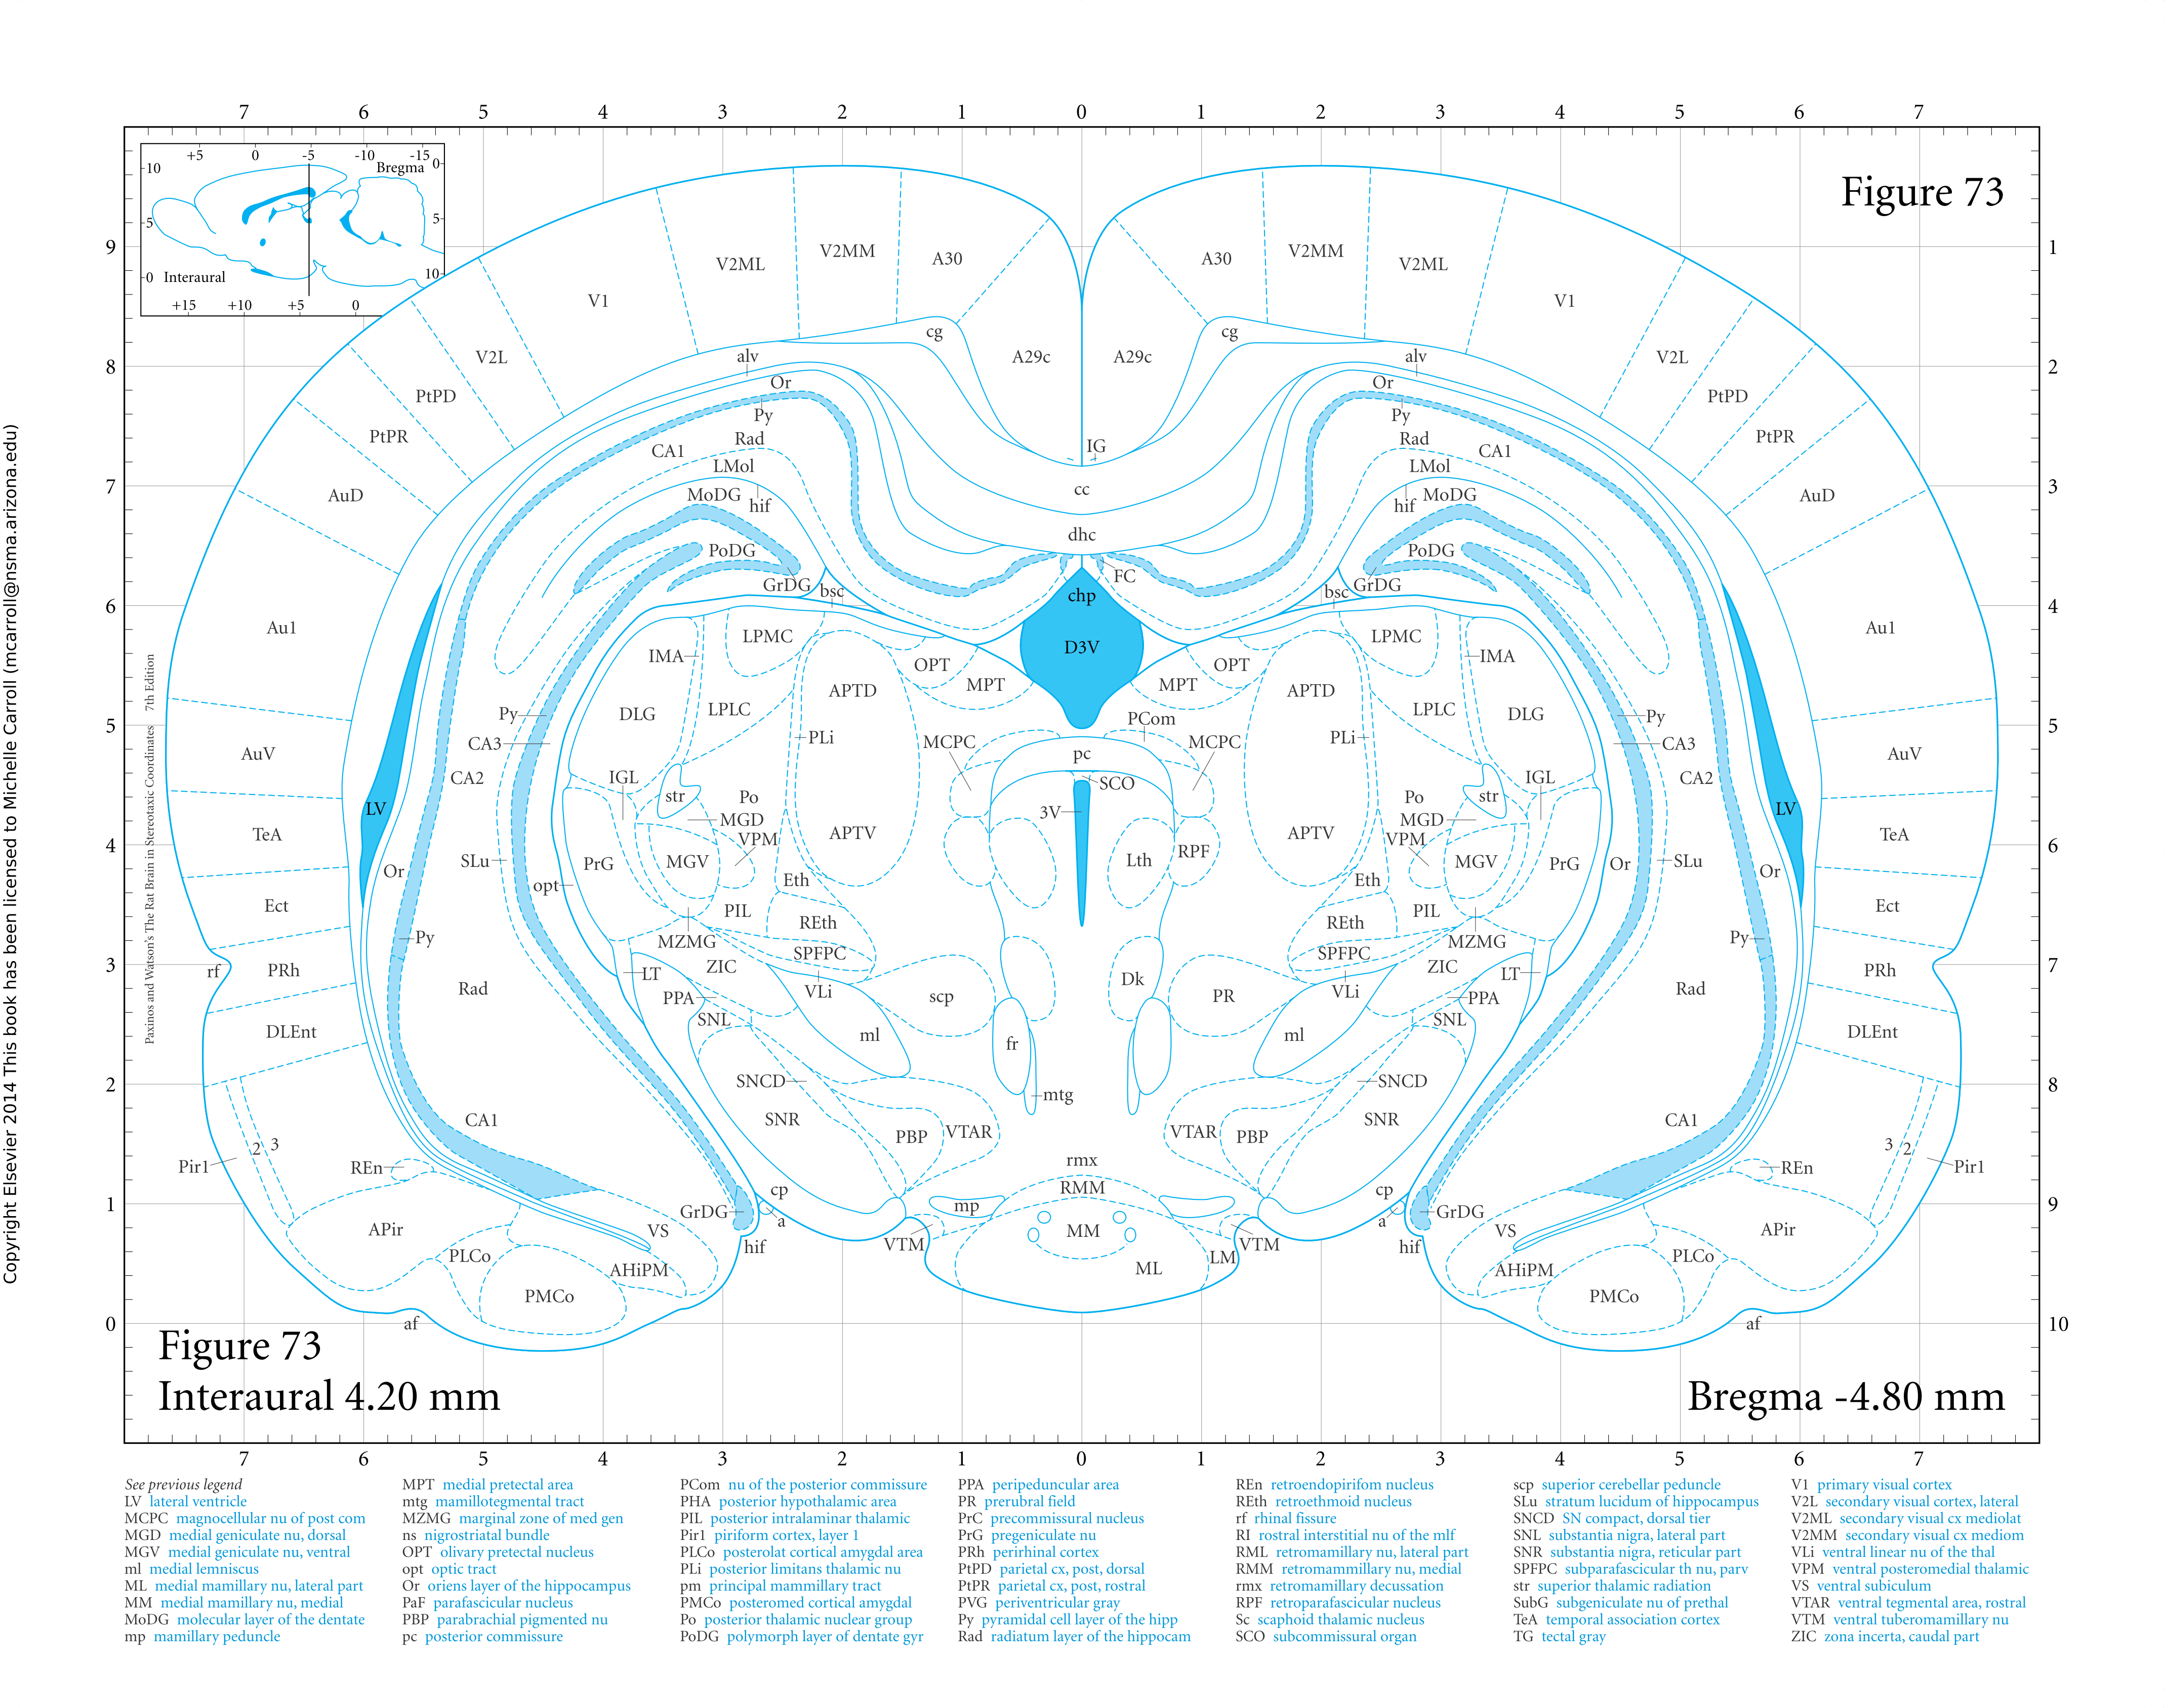 7 6 5 4 3 2 1 0 1 2 3 4 5 6 7
+5 0 -5 -10 -15
10 Bregma 0
5 5
0 Interaural 10
+15 +10 +5 0
Figure 73
9 1
V2ML V2MM A30 A30 V2MM V2ML
V1 V1
cg cg
V2L alv A29c A29c alv V2L
8 2
PtPD Or Or PtPD
Py Py
PtPR Rad Rad PtPR
CA1 IG CA1
LMol LMol
AuD MoDG cc MoDG AuD
7 3
hif hif
dhc
PoDG PoDG
FC
GrDG bsc chp bsc GrDG
6 4
Au1 LPMC LPMC Au1
IMA D3V IMA
OPT OPT
APTD MPT MPT APTD
DLG LPLC LPLC DLG
Py PCom Py
5 5
CA3 PLi MCPC MCPC PLi CA3
AuV pc AuV
CA2 IGL SCO IGL CA2
str Po Po str
LV 3V LV
MGD MGD
TeA VPM APTV APTV VPM TeA
4 6
SLu PrG MGV Lth RPF MGV PrG Or SLu
Or opt Eth Eth Or
Ect PIL REth REth PIL Ect
Py MZMG SPFPC SPFPC MZMG Py
3 7
rf PRh LT ZIC Dk ZIC LT PRh
Rad PPA VLi scp PR VLi PPA Rad
SNL SNL
DLEnt ml fr ml DLEnt
2 8
SNCD mtg SNCD
CA1 SNR SNR CA1
2 3 PBP VTAR VTAR PBP 3 2
Pir1 REn rmx REn Pir1
1 9
cp RMM cp
GrDG a mp a GrDG
APir VS MM VS APir
hif VTM VTM hif
PLCo LM PLCo
AHiPM ML AHiPM
PMCo PMCo
0 10
af af
Figure 73
Interaural 4.20 mm
Bregma -4.80 mm
7 6 5 4 3 2 1 0 1 2 3 4 5 6 7
Paxinos and Watson's The Rat Brain in Stereotaxic Coordinates 7th Edition
Copyright Elsevier 2014 This book has been licensed to Michelle Carroll (mcarroll@nsma.arizona.edu)
See previous legend
LV lateral ventricle
MCPC magnocellular nu of post com
MGD medial geniculate nu, dorsal
MGV medial geniculate nu, ventral
ml medial lemniscus
ML medial mamillary nu, lateral part
MM medial mamillary nu, medial
MoDG molecular layer of the dentate
mp mamillary peduncle
MPT medial pretectal area
mtg mamillotegmental tract
MZMG marginal zone of med gen
ns nigrostriatal bundle
OPT olivary pretectal nucleus
opt optic tract
Or oriens layer of the hippocampus
PaF parafascicular nucleus
PBP parabrachial pigmented nu
pc posterior commissure
PCom nu of the posterior commissure
PHA posterior hypothalamic area
PIL posterior intralaminar thalamic
Pir1 piriform cortex, layer 1
PLCo posterolat cortical amygdal area
PLi posterior limitans thalamic nu
pm principal mammillary tract
PMCo posteromed cortical amygdal
Po posterior thalamic nuclear group
PoDG polymorph layer of dentate gyr
PPA peripeduncular area
PR prerubral field
PrC precommissural nucleus
PrG pregeniculate nu
PRh perirhinal cortex
PtPD parietal cx, post, dorsal
PtPR parietal cx, post, rostral
PVG periventricular gray
Py pyramidal cell layer of the hipp
Rad radiatum layer of the hippocam
REn retroendopirifom nucleus
REth retroethmoid nucleus
rf rhinal fissure
RI rostral interstitial nu of the mlf
RML retromamillary nu, lateral part
RMM retromammillary nu, medial
rmx retromamillary decussation
RPF retroparafascicular nucleus
Sc scaphoid thalamic nucleus
SCO subcommissural organ
scp superior cerebellar peduncle
SLu stratum lucidum of hippocampus
SNCD SN compact, dorsal tier
SNL substantia nigra, lateral part
SNR substantia nigra, reticular part
SPFPC subparafascicular th nu, parv
str superior thalamic radiation
SubG subgeniculate nu of prethal
TeA temporal association cortex
TG tectal gray
V1 primary visual cortex
V2L secondary visual cortex, lateral
V2ML secondary visual cx mediolat
V2MM secondary visual cx mediom
VLi ventral linear nu of the thal
VPM ventral posteromedial thalamic
VS ventral subiculum
VTAR ventral tegmental area, rostral
VTM ventral tuberomamillary nu
ZIC zona incerta, caudal part